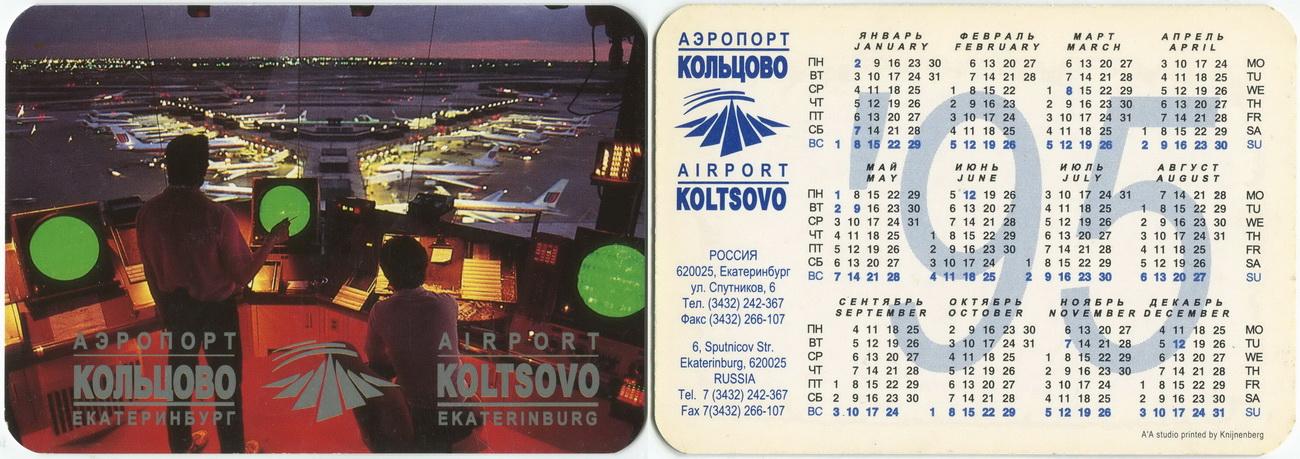 АЭРОПОРТ
КОЛЬЦОВО
ЕКАТЕРИНБУРГ
AIRPORT
KOLTSOVO
EKATERINBURG
АЭРОПОРТ
КОЛЬЦОВО
AIRPORT
KOLTSOVO
РОССИЯ
620025, Екатеринбург
ул. Спутников, 6
Тел. (3432) 242-367
Факс (3432) 266-107
6, Sputnicov Str.
Ekaterinburg, 620025
RUSSIA
Tel. 7 (3432) 242-367
Fax 7(3432) 266-107
'95
ЯНВАРЬ ФЕВРАЛЬ МАРТ АПРЕЛЬ
JANUARY FEBRUARY MARCH APRIL
ПН 2 9 16 23 30 6 13 20 27 6 13 20 27 3 10 17 24 MO
ВТ 3 10 17 24 31 7 14 21 28 7 14 21 28 4 11 18 25 TU
СР 4 11 18 25 1 8 15 22 1 8 15 22 29 5 12 19 26 WE
ЧТ 5 12 19 26 2 9 16 23 2 9 16 23 30 6 13 20 27 TH
ПТ 6 13 20 27 3 10 17 24 3 10 17 24 31 7 14 21 28 FR
СБ 7 14 21 28 4 11 18 25 4 11 18 25 1 8 15 22 29 SA
ВС 1 8 15 22 29 5 12 19 26 5 12 19 26 2 9 16 23 30 SU
МАЙ ИЮНЬ ИЮЛЬ АВГУСТ
MAY JUNE JULY AUGUST
ПН 1 8 15 22 29 5 12 19 26 3 10 17 24 31 7 14 21 28 MO
ВТ 2 9 16 23 30 6 13 20 27 4 11 18 25 1 8 15 22 29 TU
СР 3 10 17 24 31 7 14 21 28 5 12 19 26 2 9 16 23 30 WE
ЧТ 4 11 18 25 1 8 15 22 29 6 13 20 27 3 10 17 24 31 TH
ПТ 5 12 19 26 2 9 16 23 30 7 14 21 28 4 11 18 25 FR
СБ 6 13 20 27 3 10 17 24 1 8 15 22 29 5 12 19 26 SA
ВС 7 14 21 28 4 11 18 25 2 9 16 23 30 6 13 20 27 SU
СЕНТЯБРЬ ОКТЯБРЬ НОЯБРЬ ДЕКАБРЬ
SEPTEMBER OCTOBER NOVEMBER DECEMBER
ПН 4 11 18 25 2 9 16 23 30 6 13 20 27 4 11 18 25 MO
ВТ 5 12 19 26 3 10 17 24 31 7 14 21 28 5 12 19 26 TU
СР 6 13 20 27 4 11 18 25 1 8 15 22 29 6 13 20 27 WE
ЧТ 7 14 21 28 5 12 19 26 2 9 16 23 30 7 14 21 28 TH
ПТ 1 8 15 22 29 6 13 20 27 3 10 17 24 1 8 15 22 29 FR
СБ 2 9 16 23 30 7 14 21 28 4 11 18 25 2 9 16 23 30 SA
ВС 3 10 17 24 1 8 15 22 29 5 12 19 26 3 10 17 24 31 SU
A'A studio printed by Knijnenberg